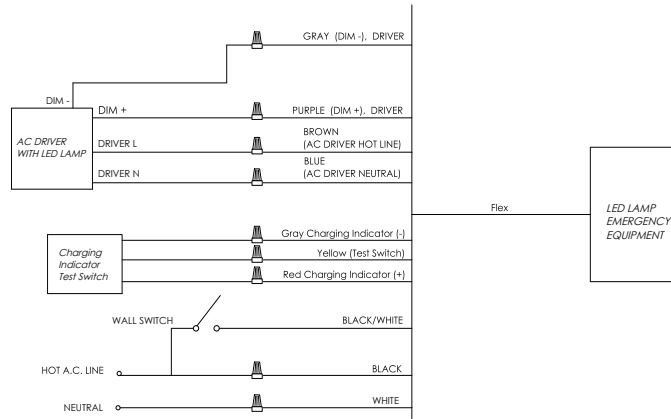 GRAY (DIM -), DRIVER
DIM -
DIM +
PURPLE (DIM +), DRIVER
AC DRIVER
WITH LED LAMP
DRIVER L
BROWN
(AC DRIVER HOT LINE)
DRIVER N
BLUE
(AC DRIVER NEUTRAL)
Flex
LED LAMP
EMERGENCY
EQUIPMENT
Charging
Indicator
Test Switch
Gray Charging Indicator (-)
Yellow (Test Switch)
Red Charging Indicator (+)
WALL SWITCH
BLACK/WHITE
HOT A.C. LINE
BLACK
NEUTRAL
WHITE